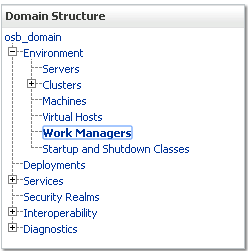 Domain Structure
osb_domain
Environment
Servers
Clusters
Machines
Virtual Hosts
Work Managers
Startup and Shutdown Classes
Deployments
Services
Security Realms
Interoperability
Diagnostics